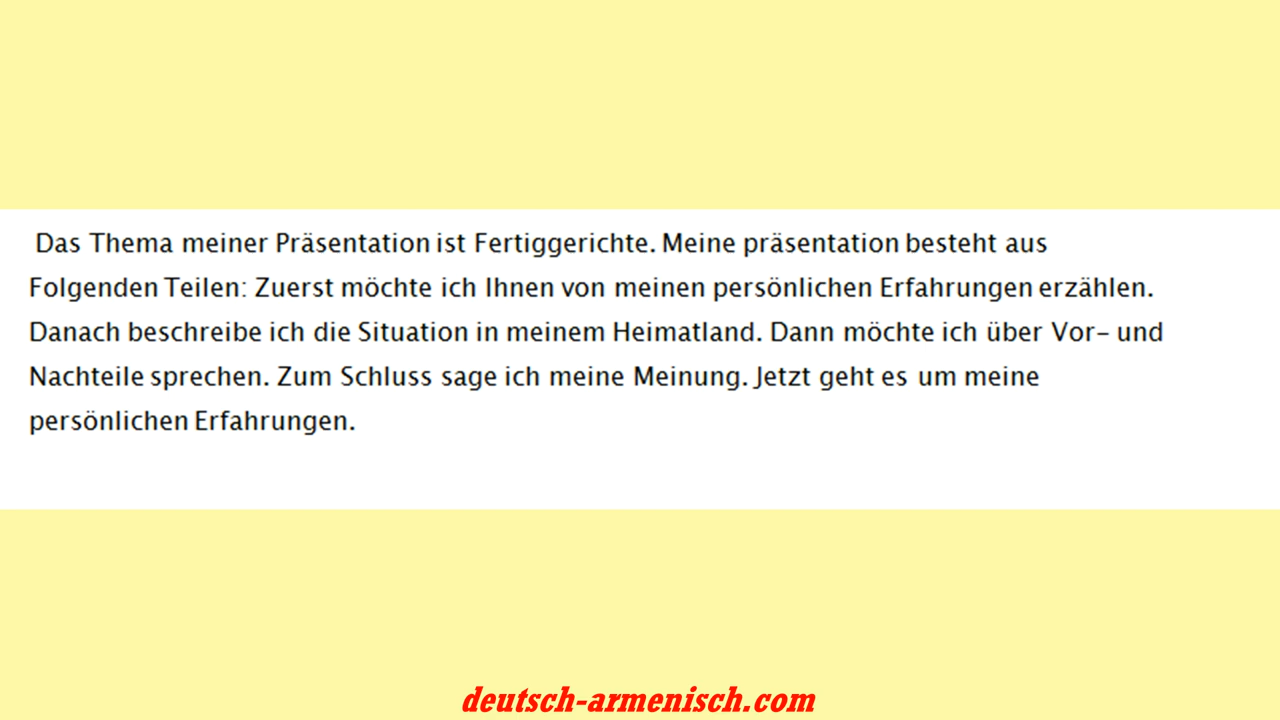 Das Thema meiner Präsentation ist Fertiggerichte. Meine präsentation besteht aus
Folgenden Teilen: Zuerst möchte ich Ihnen von meinen persönlichen Erfahrungen erzählen.
Danach beschreibe ich die Situation in meinem Heimatland. Dann möchte ich über Vor- und
Nachteile sprechen. Zum Schluss sage ich meine Meinung. Jetzt geht es um meine
persönlichen Erfahrungen.
deutsch-armenisch.com